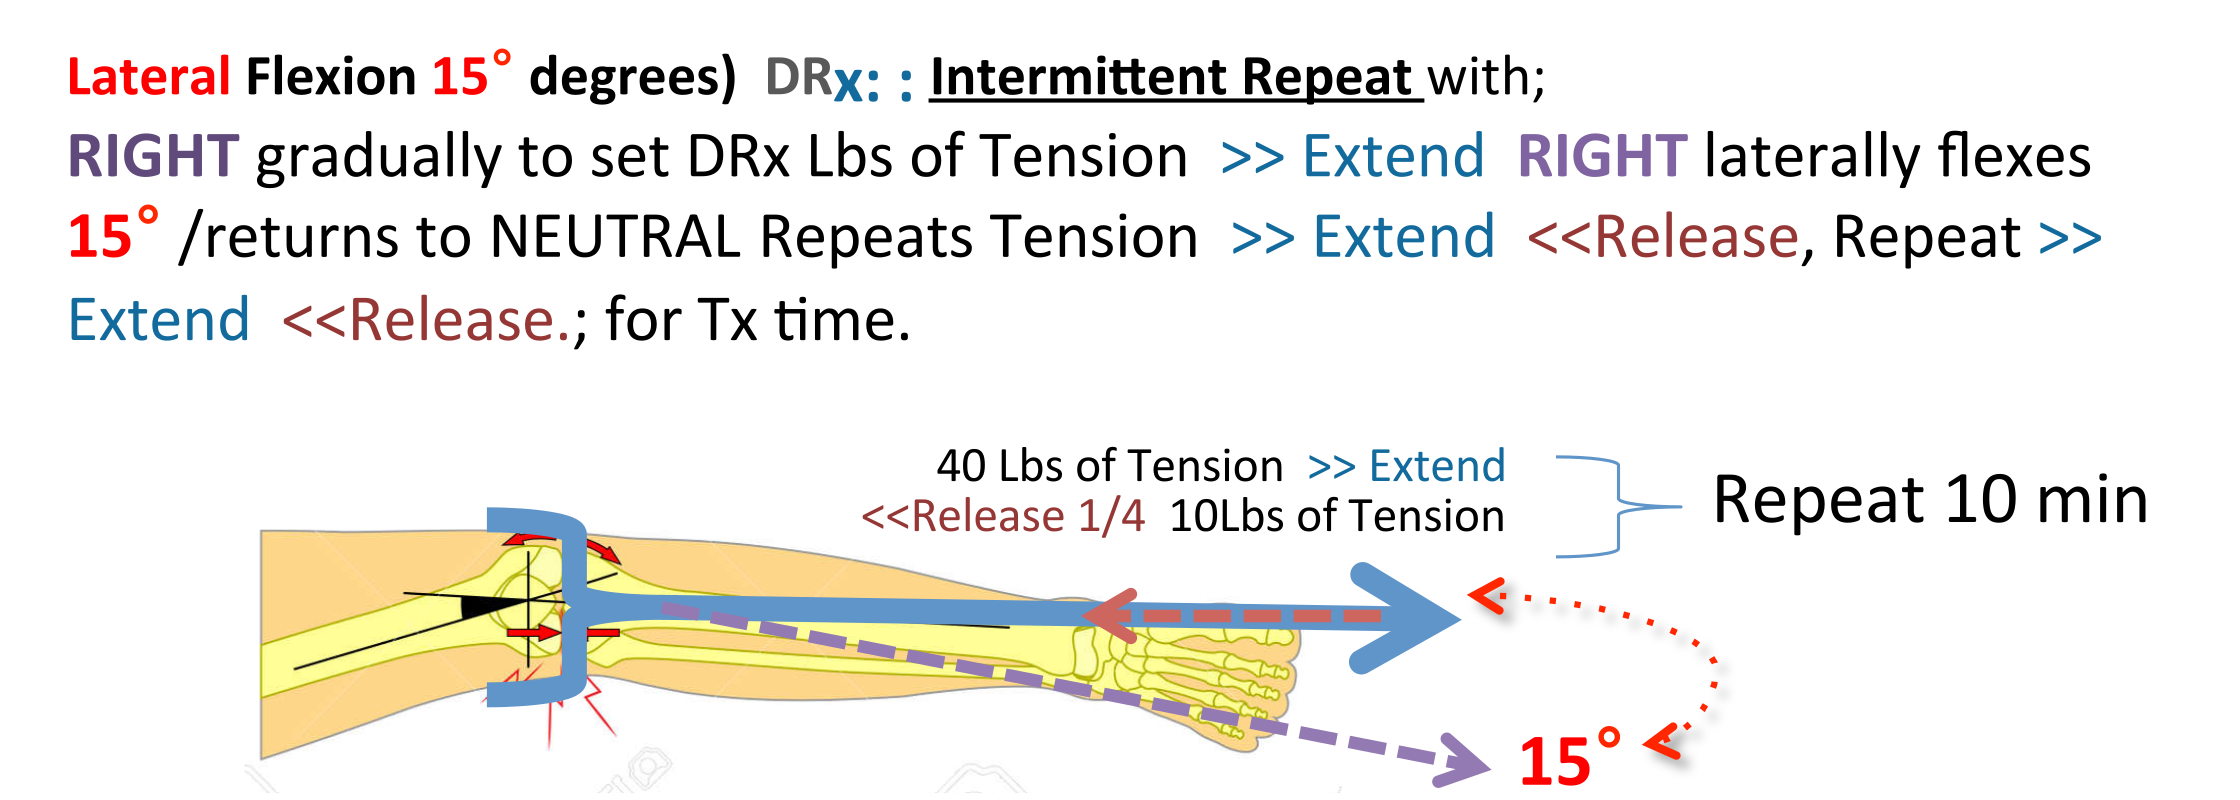 Lateral Flexion 15° degrees) DRx: : Intermittent Repeat with;
RIGHT gradually to set DRx Lbs of Tension >> Extend RIGHT laterally flexes
15° /returns to NEUTRAL Repeats Tension >> Extend <<Release, Repeat >>
Extend <<Release.; for Tx time.
40 Lbs of Tension >> Extend
<<Release 1/4 10Lbs of Tension
Repeat 10 min
15°